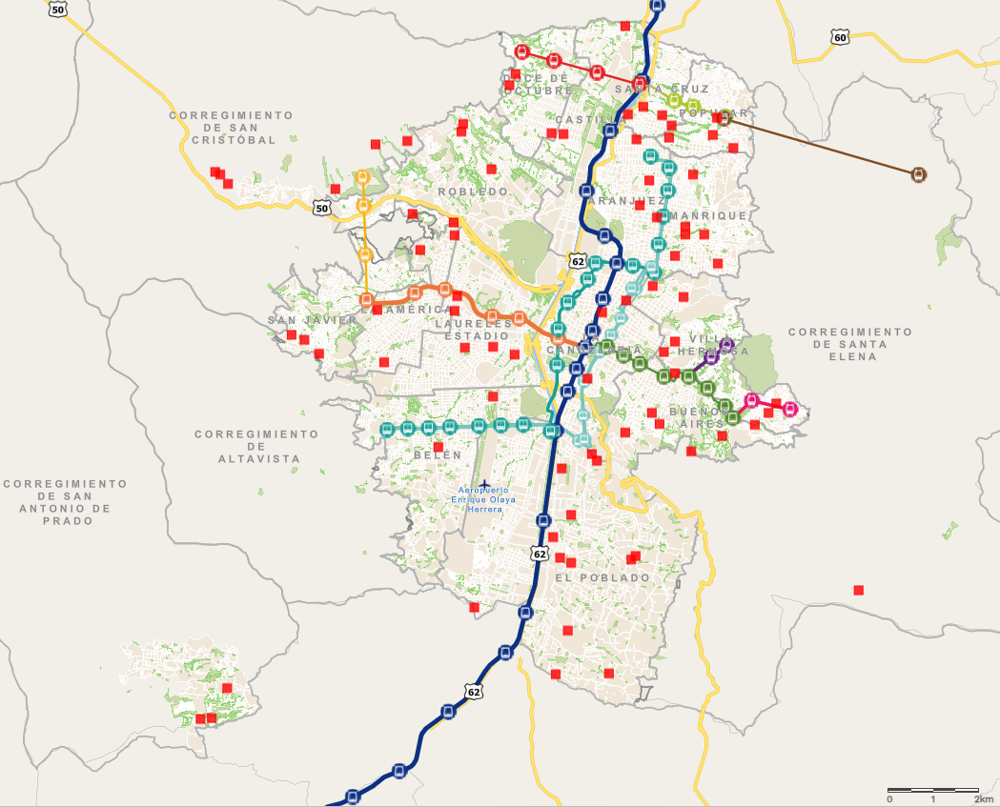 50
60
DOCE DE
OCTUBRE
SANTA CRUZ
POPULAR
CORREGIMIENTO
DE SAN
CRISTÓBAL
CASTILLA
ROBLEDO
ARANJUEZ
MANRIQUE
50
62
SAN JAVIER
LA AMÉRICA
LAURELES
ESTADIO
LA
CANDELARIA
VILLA
HERMOSA
CORREGIMIENTO
DE SANTA
ELENA
BUENOS
AIRES
CORREGIMIENTO
DE
ALTAVISTA
BELÉN
CORREGIMIENTO
DE SAN
ANTONIO DE
PRADO
Aeropuerto
Enrique Olaya
Herrera
62
EL POBLADO
62
0 1 2km